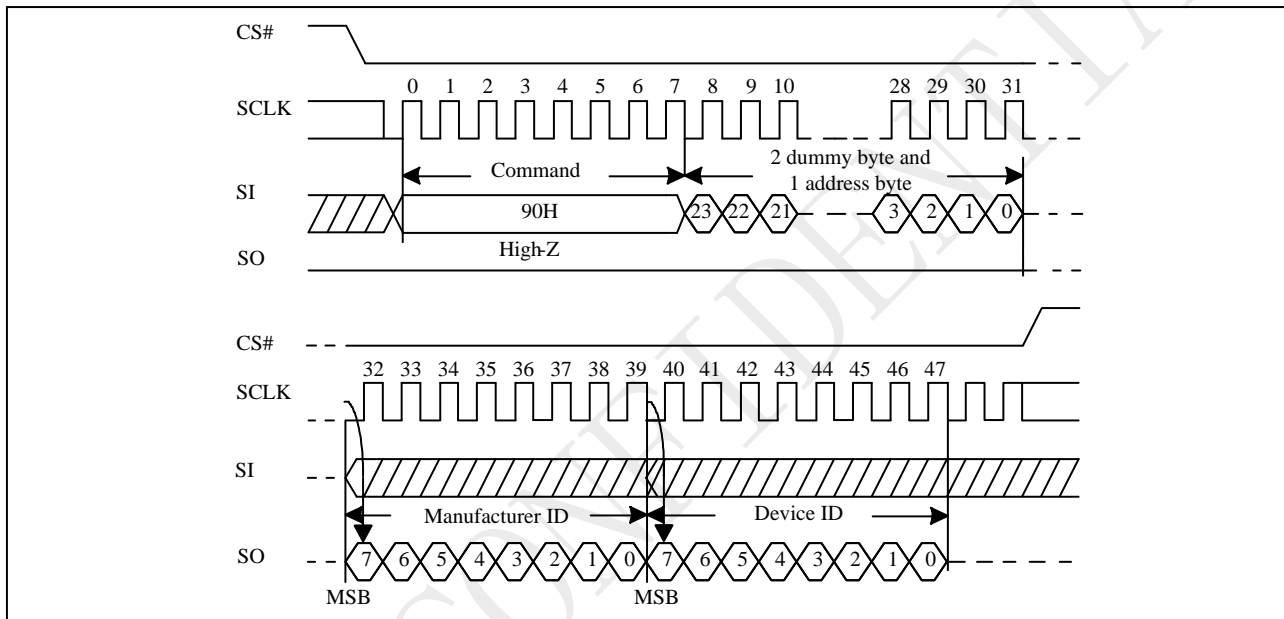 CS#
SCLK
0 1 2 3 4 5 6 7 8 9 10 28 29 30 31
Command
2 dummy byte and
1 address byte
SI
90H
23 22 21 3 2 1 0
High-Z
SO
CS#
SCLK
32 33 34 35 36 37 38 39 40 41 42 43 44 45 46 47
SI
Manufacturer ID
Device ID
SO
7 6 5 4 3 2 1 0 7 6 5 4 3 2 1 0
MSB
MSB
CONFIDENTIA